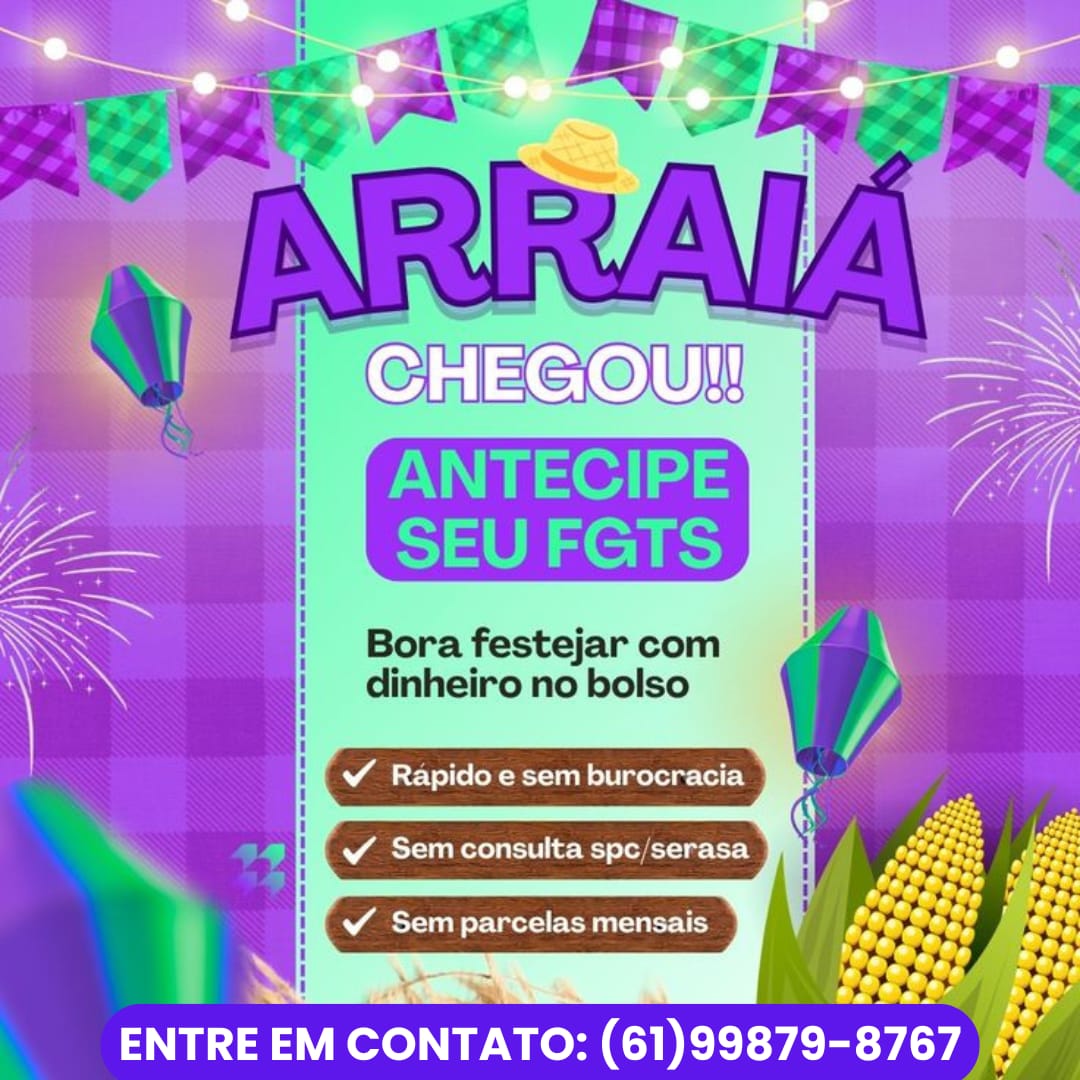 ARRAIÁ
CHEGOU!!
ANTECIPE
SEU FGTS
Bora festejar com
dinheiro no bolso
Rápido e sem burocracia
Sem consulta spc/serasa
Sem parcelas mensais
ENTRE EM CONTATO: (61)99879-8767